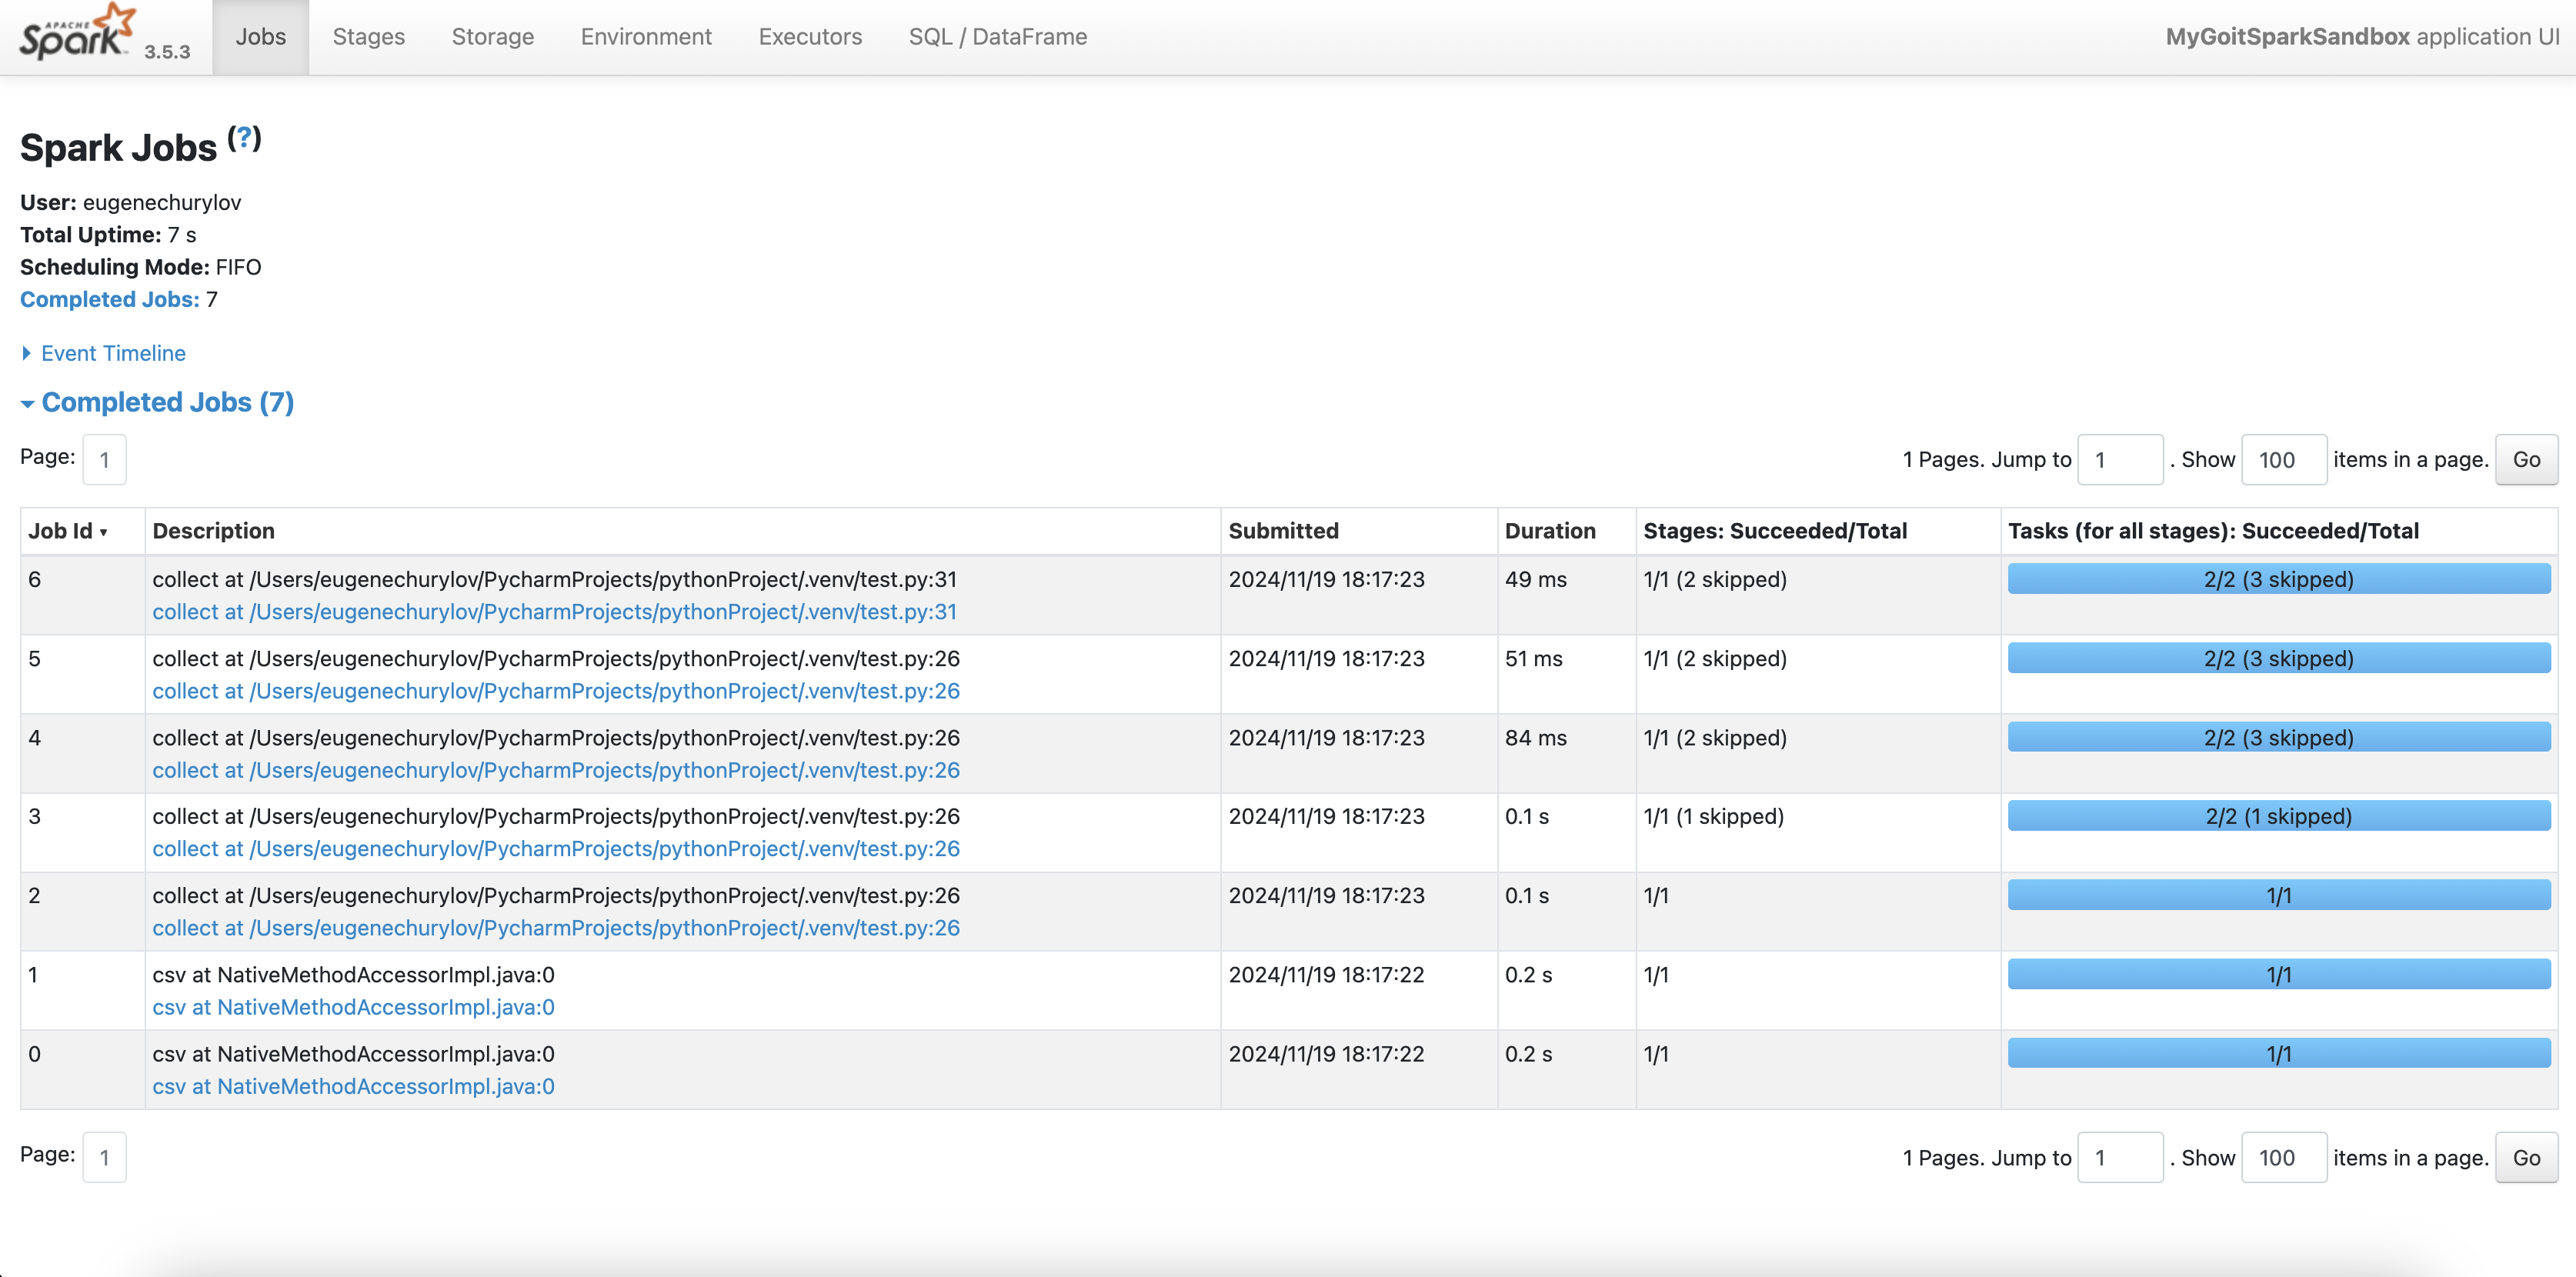 APACHE
Spark 3.5.3 Jobs Stages Storage Environment Executors SQL / DataFrame MyGoitSparkSandbox application UI
Spark Jobs (?)
User: eugenechurylov
Total Uptime: 7 s
Scheduling Mode: FIFO
Completed Jobs: 7
Event Timeline
Completed Jobs (7)
Page: 1 1 Pages. Jump to 1 . Show 100 items in a page. Go
Job Id ▾ Description Submitted Duration Stages: Succeeded/Total Tasks (for all stages): Succeeded/Total
6 collect at /Users/eugenechurylov/PycharmProjects/pythonProject/.venv/test.py:31 2024/11/19 18:17:23 49 ms 1/1 (2 skipped) 2/2 (3 skipped)
collect at /Users/eugenechurylov/PycharmProjects/pythonProject/.venv/test.py:31
5 collect at /Users/eugenechurylov/PycharmProjects/pythonProject/.venv/test.py:26 2024/11/19 18:17:23 51 ms 1/1 (2 skipped) 2/2 (3 skipped)
collect at /Users/eugenechurylov/PycharmProjects/pythonProject/.venv/test.py:26
4 collect at /Users/eugenechurylov/PycharmProjects/pythonProject/.venv/test.py:26 2024/11/19 18:17:23 84 ms 1/1 (2 skipped) 2/2 (3 skipped)
collect at /Users/eugenechurylov/PycharmProjects/pythonProject/.venv/test.py:26
3 collect at /Users/eugenechurylov/PycharmProjects/pythonProject/.venv/test.py:26 2024/11/19 18:17:23 0.1 s 1/1 (1 skipped) 2/2 (1 skipped)
collect at /Users/eugenechurylov/PycharmProjects/pythonProject/.venv/test.py:26
2 collect at /Users/eugenechurylov/PycharmProjects/pythonProject/.venv/test.py:26 2024/11/19 18:17:23 0.1 s 1/1 1/1
collect at /Users/eugenechurylov/PycharmProjects/pythonProject/.venv/test.py:26
1 csv at NativeMethodAccessorImpl.java:0 2024/11/19 18:17:22 0.2 s 1/1 1/1
csv at NativeMethodAccessorImpl.java:0
0 csv at NativeMethodAccessorImpl.java:0 2024/11/19 18:17:22 0.2 s 1/1 1/1
csv at NativeMethodAccessorImpl.java:0
Page: 1 1 Pages. Jump to 1 . Show 100 items in a page. Go